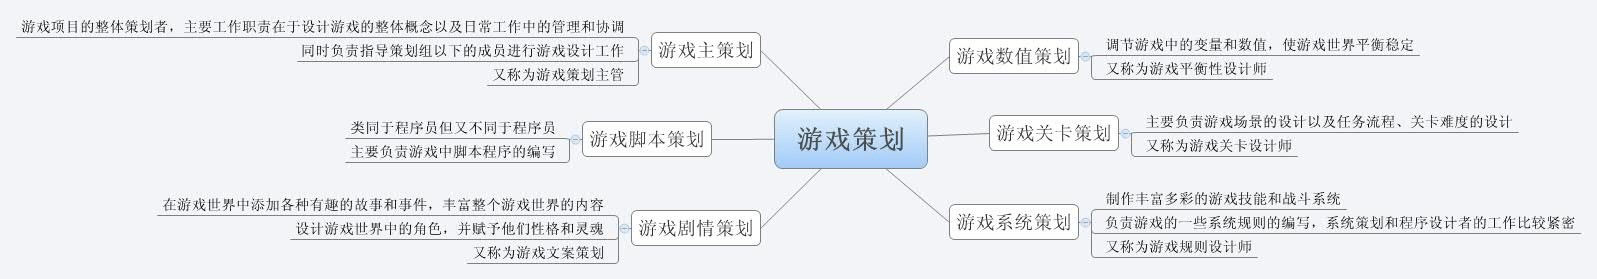 游戏策划
游戏主策划
游戏项目的整体策划者，主要工作职责在于设计游戏的整体概念以及日常工作中的管理和协调
同时负责指导策划组以下的成员进行游戏设计工作
又称为游戏策划主管
游戏脚本策划
类同于程序员但又不同于程序员
主要负责游戏中脚本程序的编写
游戏剧情策划
在游戏世界中添加各种有趣的故事和事件，丰富整个游戏世界的内容
设计游戏世界中的角色，并赋予他们性格和灵魂
又称为游戏文案策划
游戏数值策划
调节游戏中的变量和数值，使游戏世界平衡稳定
又称为游戏平衡性设计师
游戏关卡策划
主要负责游戏场景的设计以及任务流程、关卡难度的设计
又称为游戏关卡设计师
游戏系统策划
制作丰富多彩的游戏技能和战斗系统
负责游戏的一些系统规则的编写，系统策划和程序设计者的工作比较紧密
又称为游戏规则设计师